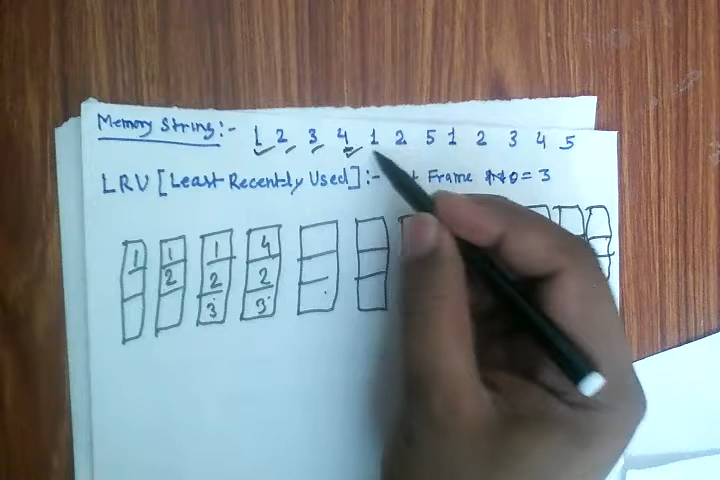 Memory String:- 1 2 3 4 1 2 5 1 2 3 4 5
LRV [Least Recently Used]:- Frame = 3
1 1 1 4
2 2 2
3 3